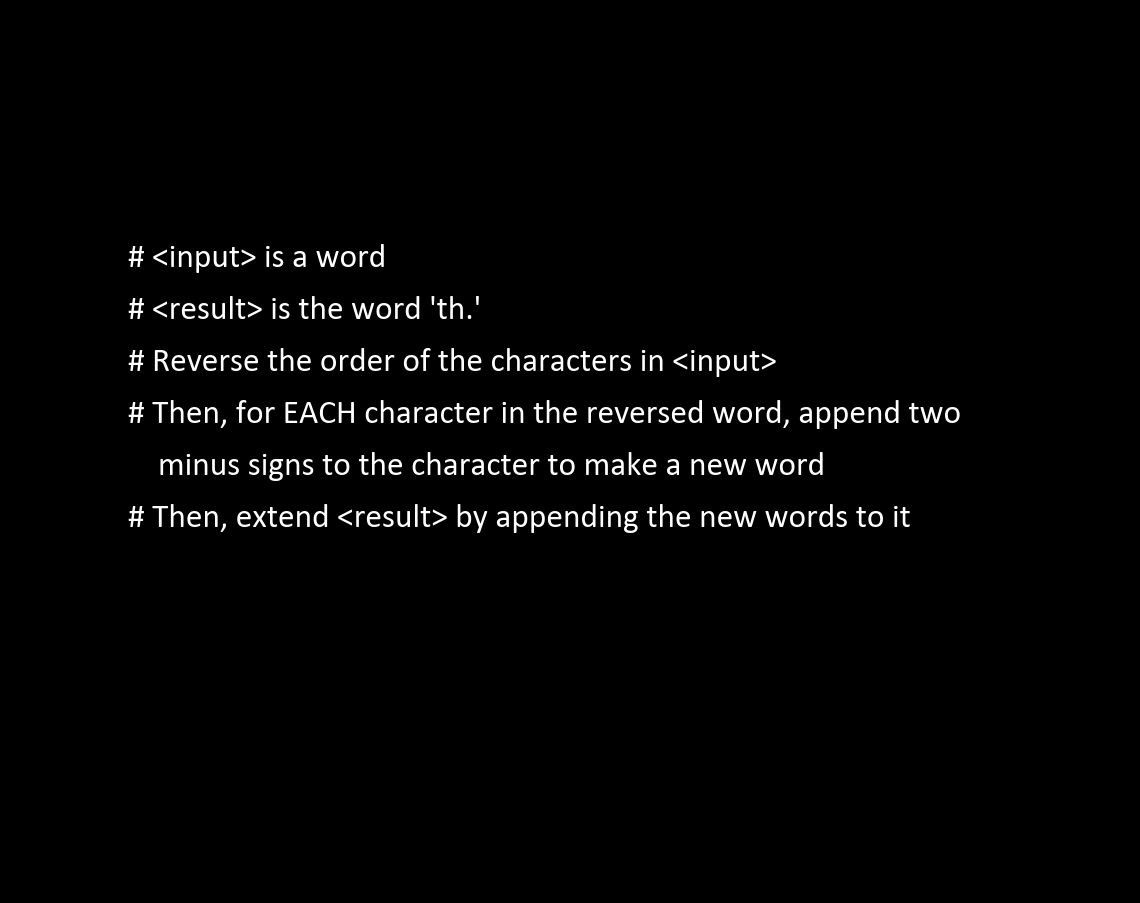 # <input> is a word
# <result> is the word 'th.'
# Reverse the order of the characters in <input>
# Then, for EACH character in the reversed word, append two
minus signs to the character to make a new word
# Then, extend <result> by appending the new words to it